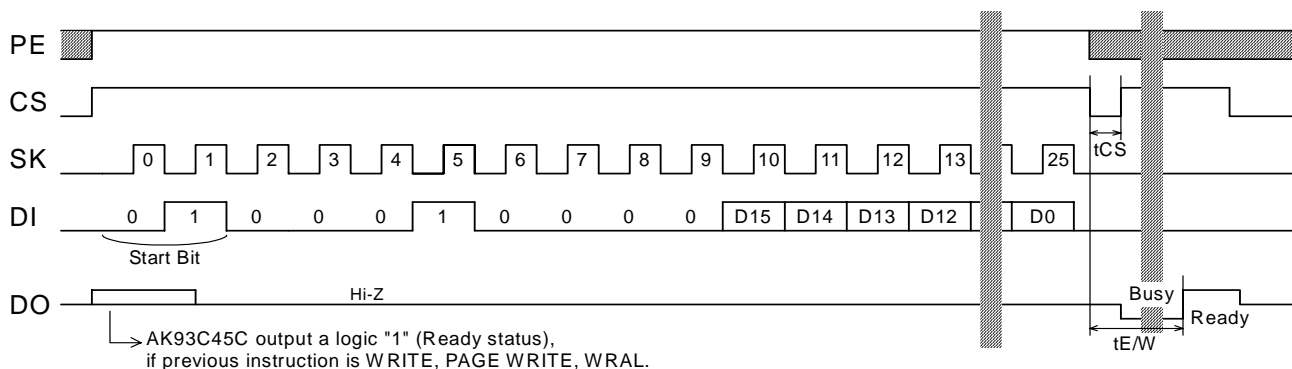 PE
CS
tCS
SK 0 1 2 3 4 5 6 7 8 9 10 11 12 13 25
DI 0 1 0 0 0 1 0 0 0 0 D15 D14 D13 D12 D0
Start Bit
DO Hi-Z Busy Ready
tE/W
AK93C45C output a logic "1" (Ready status),
if previous instruction is WRITE, PAGE WRITE, WRAL.